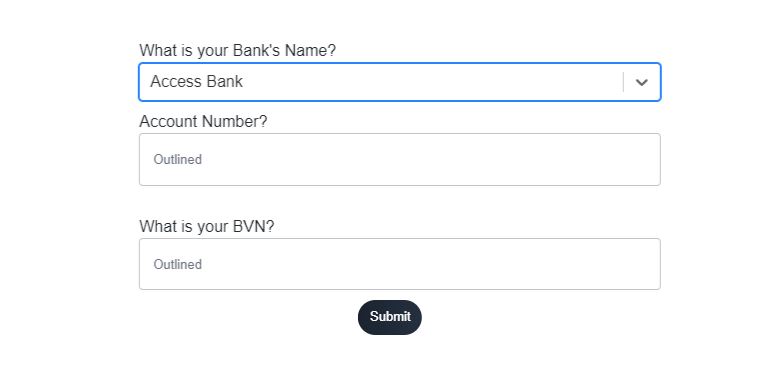 What is your Bank's Name?
Access Bank
Account Number?
Outlined
What is your BVN?
Outlined
Submit